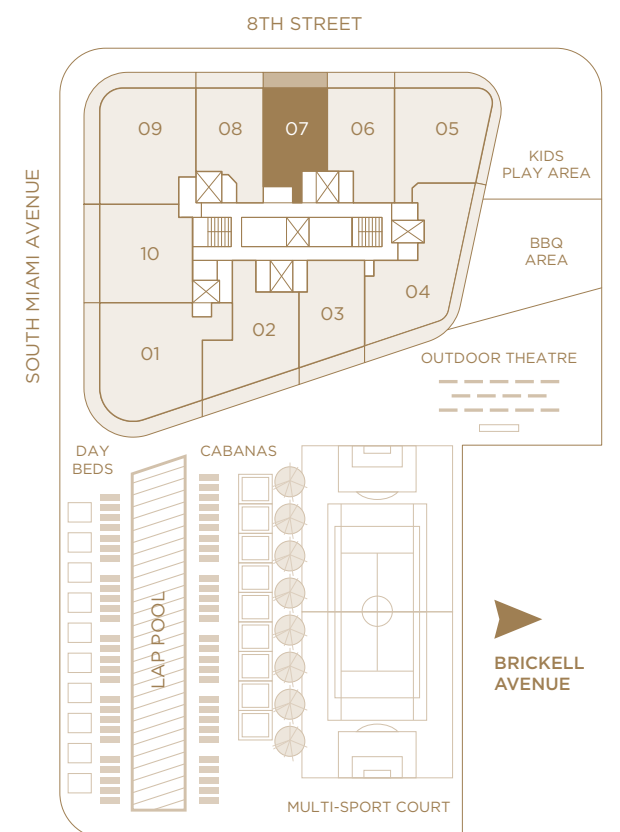 8TH STREET
SOUTH MIAMI AVENUE
09
08
07
06
05
KIDS
PLAY AREA
10
BBQ
AREA
04
03
02
01
OUTDOOR THEATRE
DAY
BEDS
CABANAS
LAP POOL
BRICKELL
AVENUE
MULTI-SPORT COURT